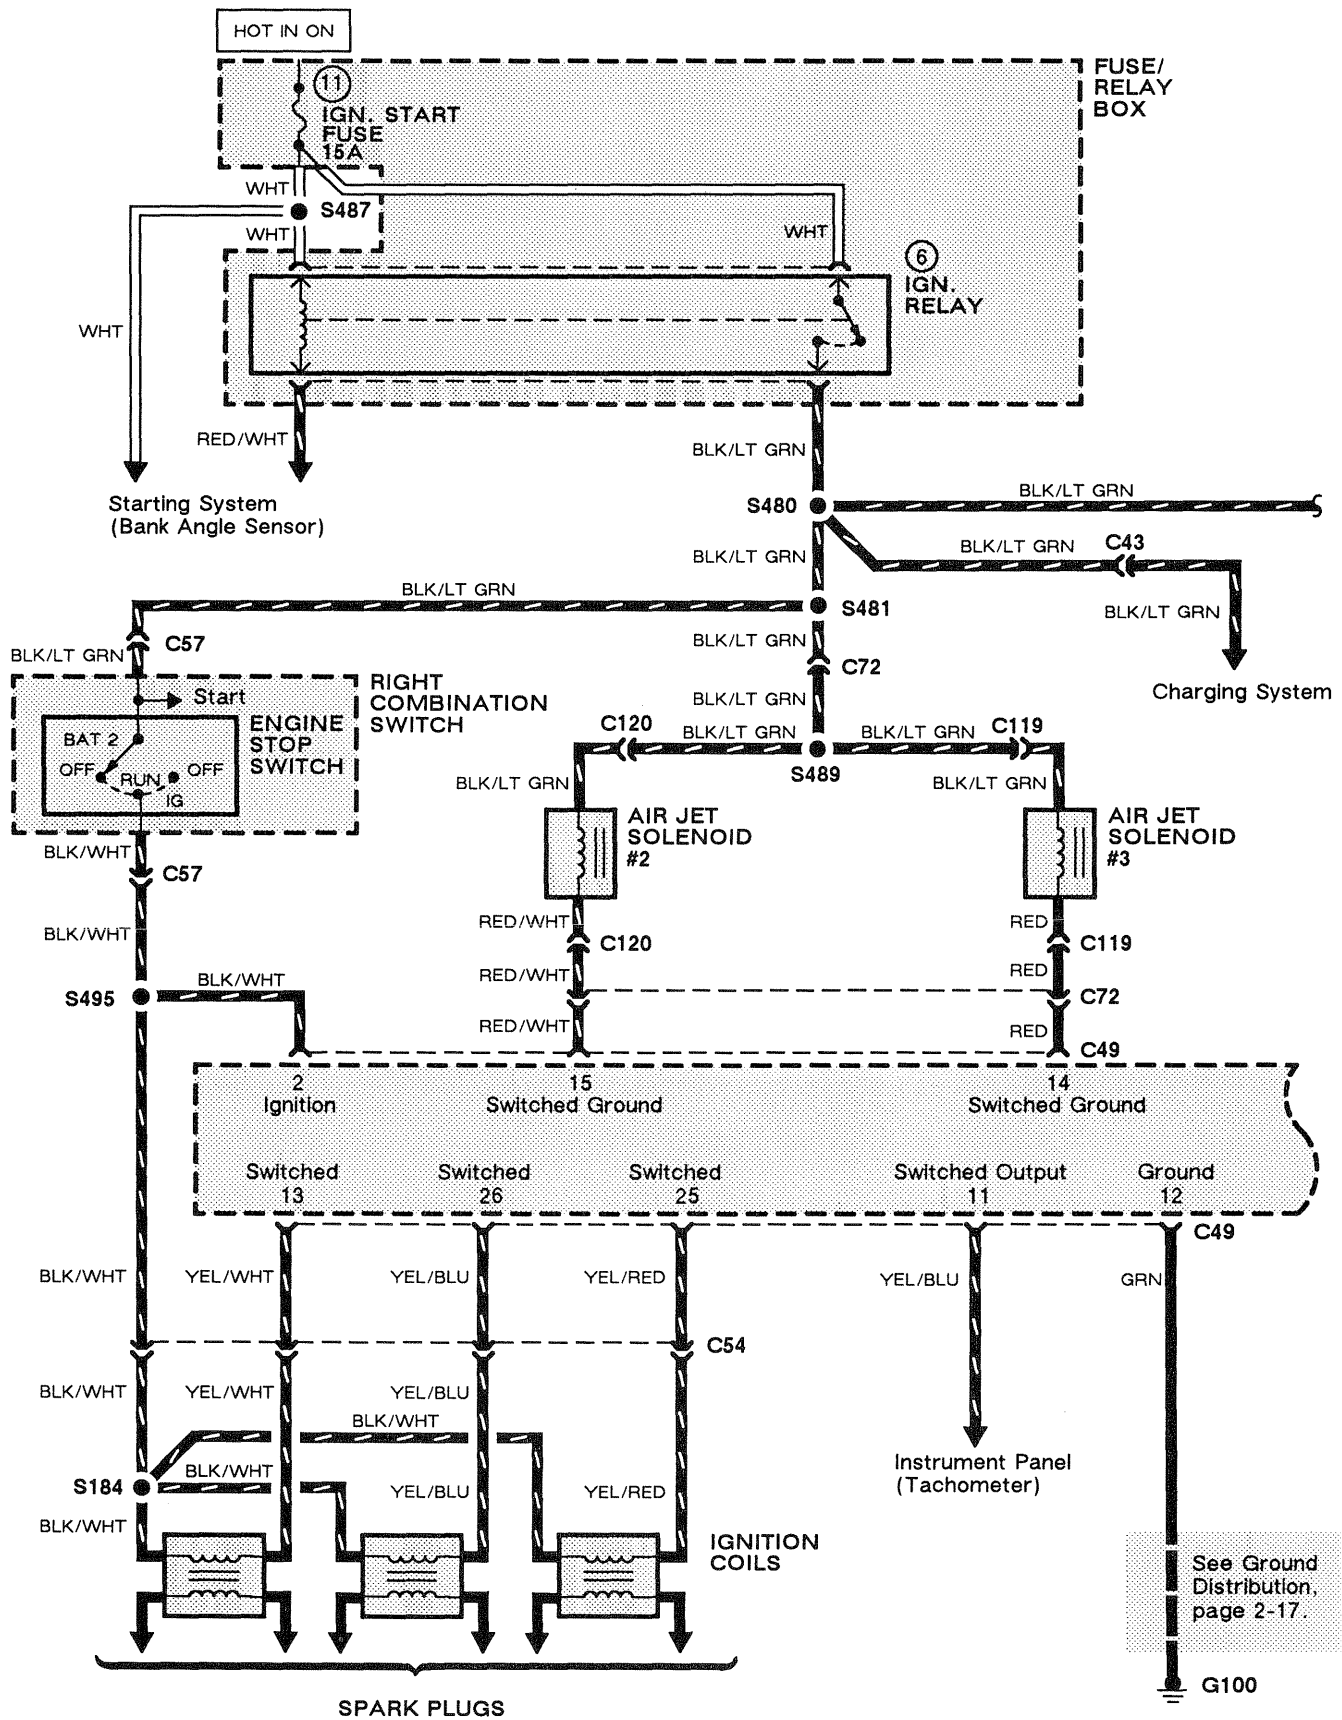 HOT IN ON
11
IGN. START
FUSE
15A
FUSE/
RELAY
BOX
WHT
S487
WHT
WHT
6
IGN.
RELAY
WHT
RED/WHT
BLK/LT GRN
Starting System
(Bank Angle Sensor)
S480
BLK/LT GRN
BLK/LT GRN
BLK/LT GRN
C43
BLK/LT GRN
S481
BLK/LT GRN
C57
BLK/LT GRN
BLK/LT GRN
C72
BLK/LT GRN
Charging System
Start
RIGHT
COMBINATION
SWITCH
ENGINE
STOP
SWITCH
BAT 2
OFF
RUN
OFF
IG
C120
BLK/LT GRN
BLK/LT GRN
C119
S489
BLK/LT GRN
BLK/LT GRN
AIR JET
SOLENOID
#2
AIR JET
SOLENOID
#3
BLK/WHT
C57
BLK/WHT
RED/WHT
C120
RED
C119
BLK/WHT
S495
RED/WHT
RED
C72
RED/WHT
RED
C49
2
Ignition
15
Switched Ground
14
Switched Ground
Switched
13
Switched
26
Switched
25
Switched Output
11
Ground
12
C49
BLK/WHT
YEL/WHT
YEL/BLU
YEL/RED
YEL/BLU
GRN
C54
BLK/WHT
YEL/WHT
YEL/BLU
BLK/WHT
BLK/WHT
S184
YEL/BLU
YEL/RED
BLK/WHT
Instrument Panel
(Tachometer)
IGNITION
COILS
See Ground
Distribution,
page 2-17.
G100
SPARK PLUGS